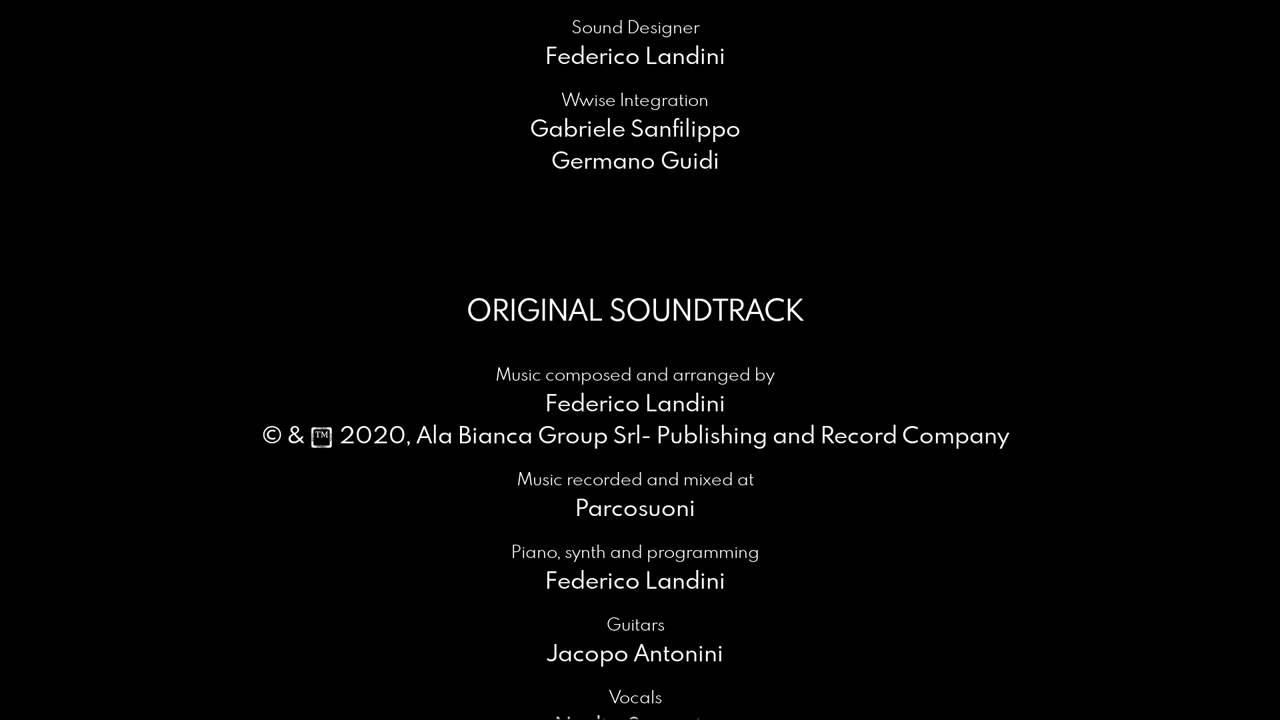 Sound Designer
Federico Landini
Wwise Integration
Gabriele Sanfilippo
Germano Guidi
ORIGINAL SOUNDTRACK
Music composed and arranged by
Federico Landini
© & ™ 2020, Ala Bianca Group Srl- Publishing and Record Company
Music recorded and mixed at
Parcosuoni
Piano, synth and programming
Federico Landini
Guitars
Jacopo Antonini
Vocals